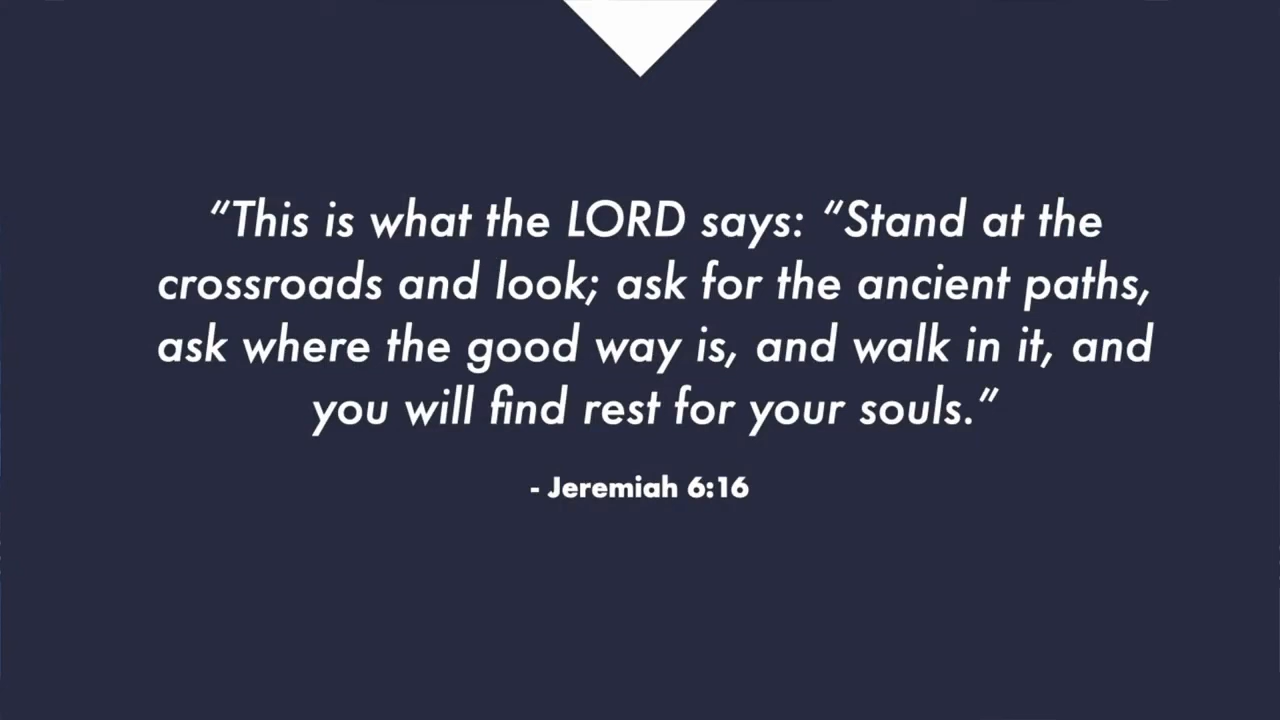 “This is what the LORD says: “Stand at the
crossroads and look; ask for the ancient paths,
ask where the good way is, and walk in it, and
you will find rest for your souls.”
- Jeremiah 6:16